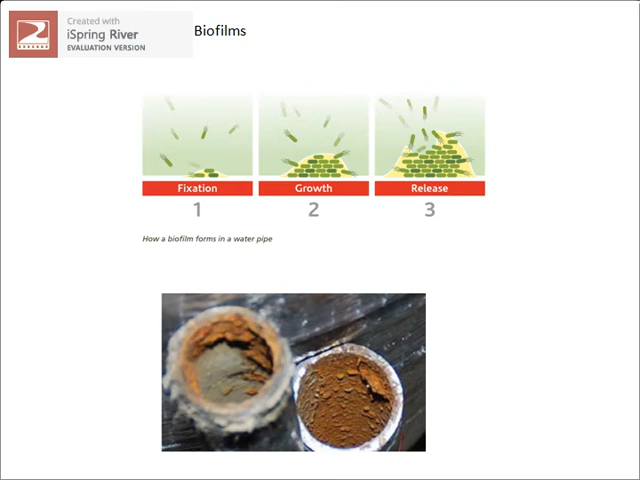 Created with
iSpring River
EVALUATION VERSION
Biofilms
Fixation
Growth
Release
1
2
3
How a biofilm forms in a water pipe